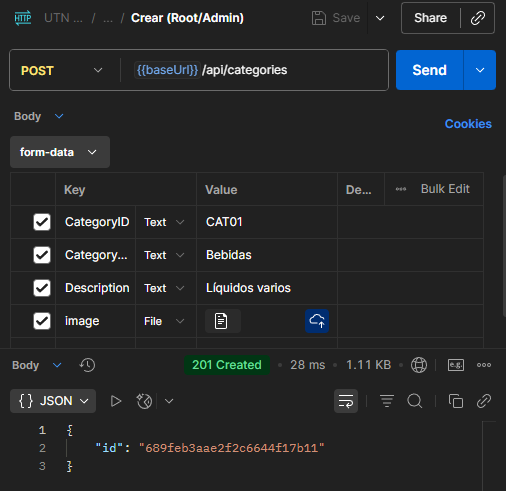 HTTP UTN ... / ... / Crear (Root/Admin) Save Share
POST {{baseUrl}} /api/categories Send
Body Cookies
form-data
Key Value De... Bulk Edit
CategoryID Text CAT01
Category... Text Bebidas
Description Text Líquidos varios
image File
Body 201 Created • 28 ms • 1.11 KB e.g.
{} JSON
1 {
2 "id": "689feb3aae2f2c6644f17b11"
3 }